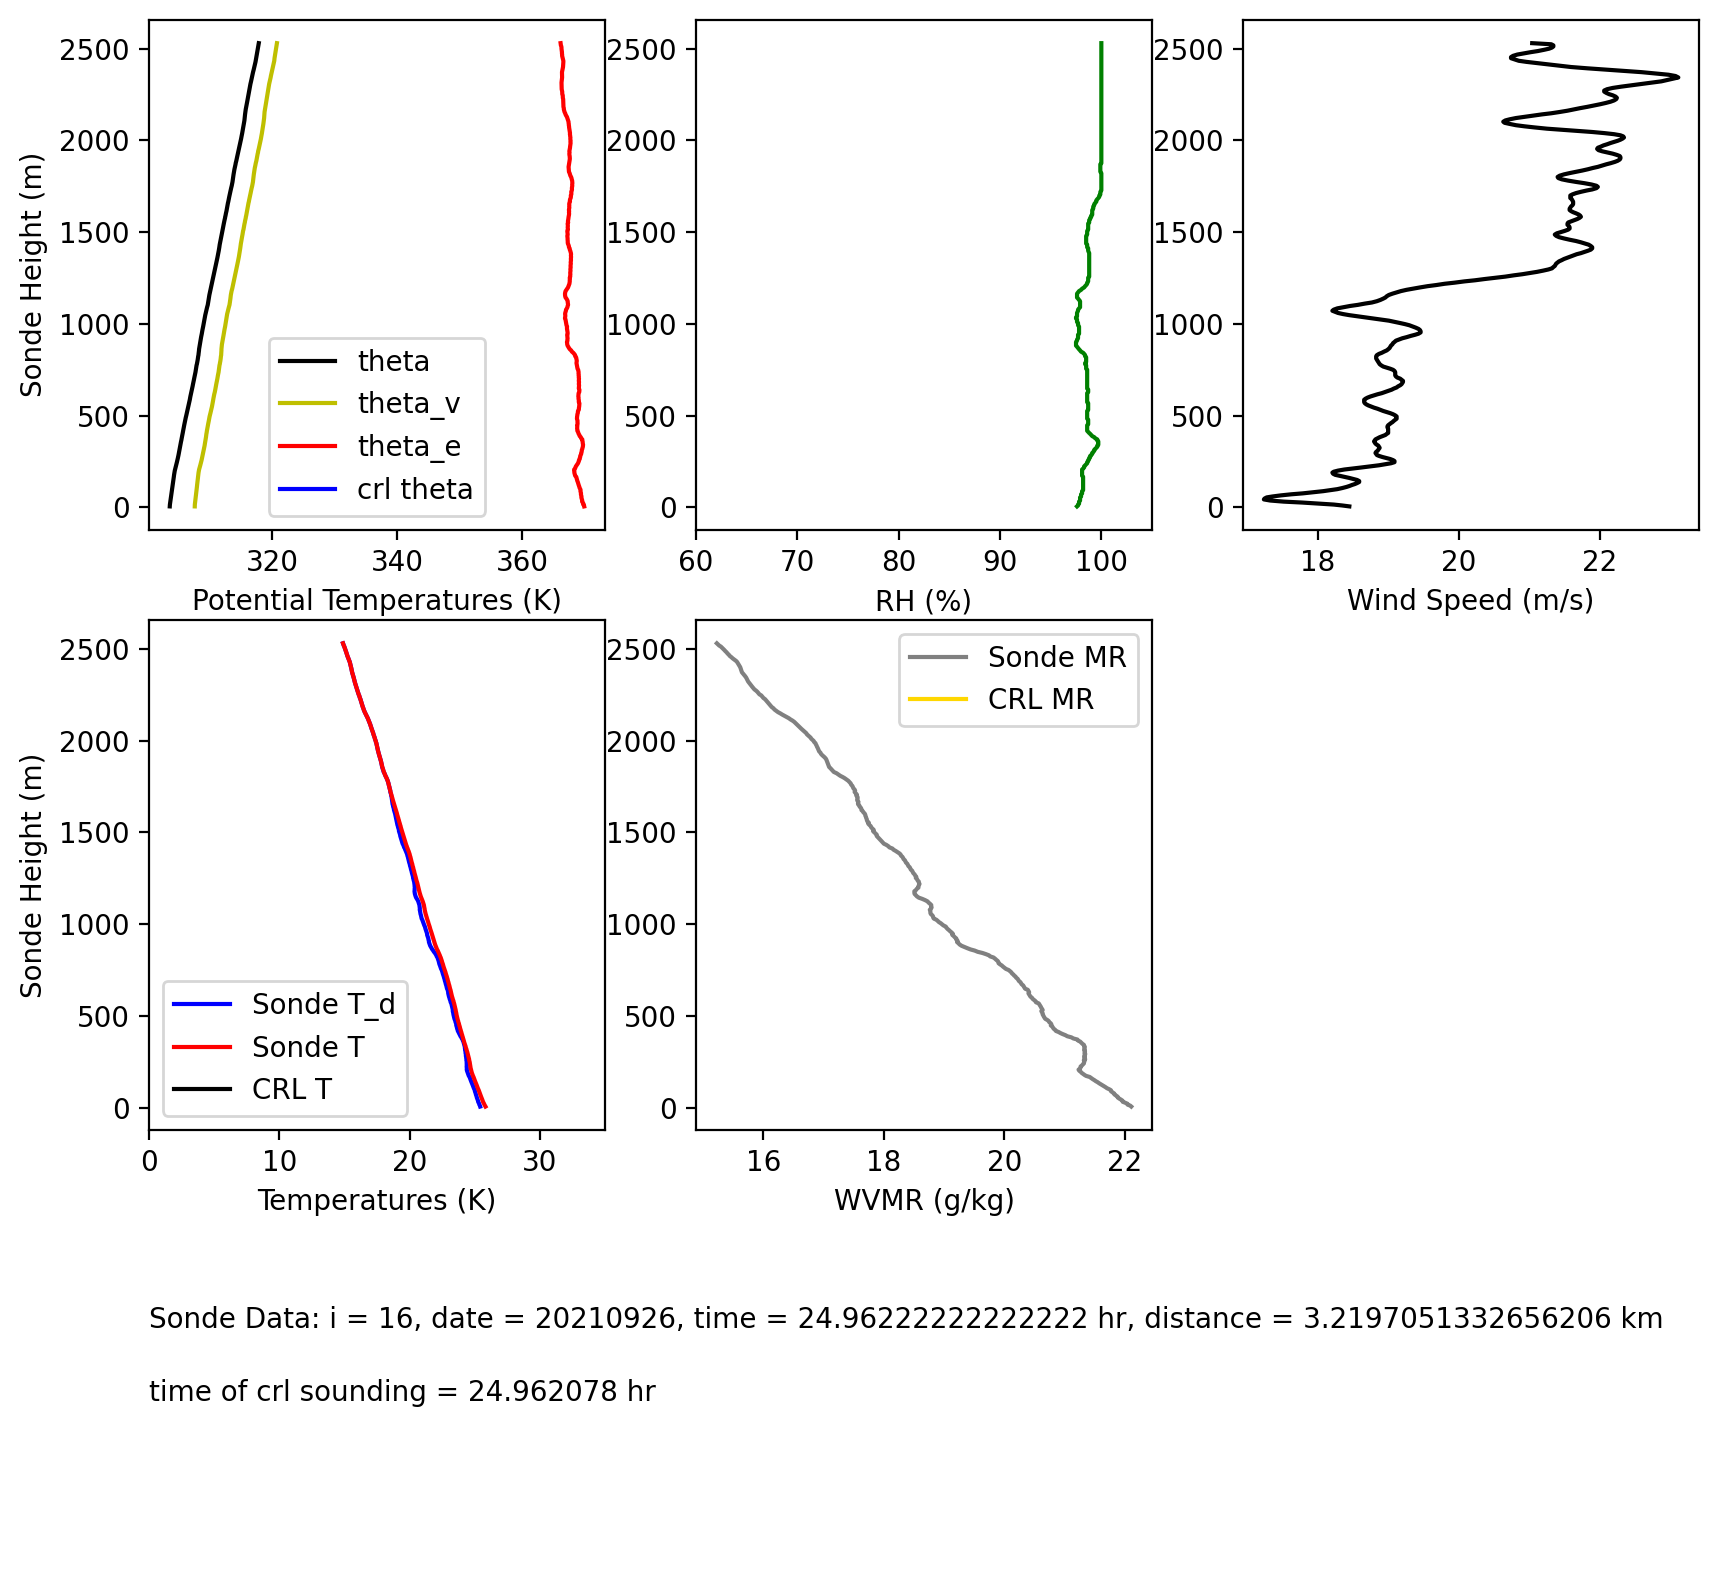 2500
2000
1500
1000
500
0
Sonde Height (m)
theta
theta_v
theta_e
crl theta
320 340 360
Potential Temperatures (K)
2500
2000
1500
1000
500
0
60 70 80 90 100
RH (%)
2500
2000
1500
1000
500
0
18 20 22
Wind Speed (m/s)
2500
2000
1500
1000
500
0
Sonde Height (m)
Sonde T_d
Sonde T
CRL T
0 10 20 30
Temperatures (K)
2500
2000
1500
1000
500
0
Sonde MR
CRL MR
16 18 20 22
WVMR (g/kg)
Sonde Data: i = 16, date = 20210926, time = 24.96222222222222 hr, distance = 3.2197051332656206 km
time of crl sounding = 24.962078 hr